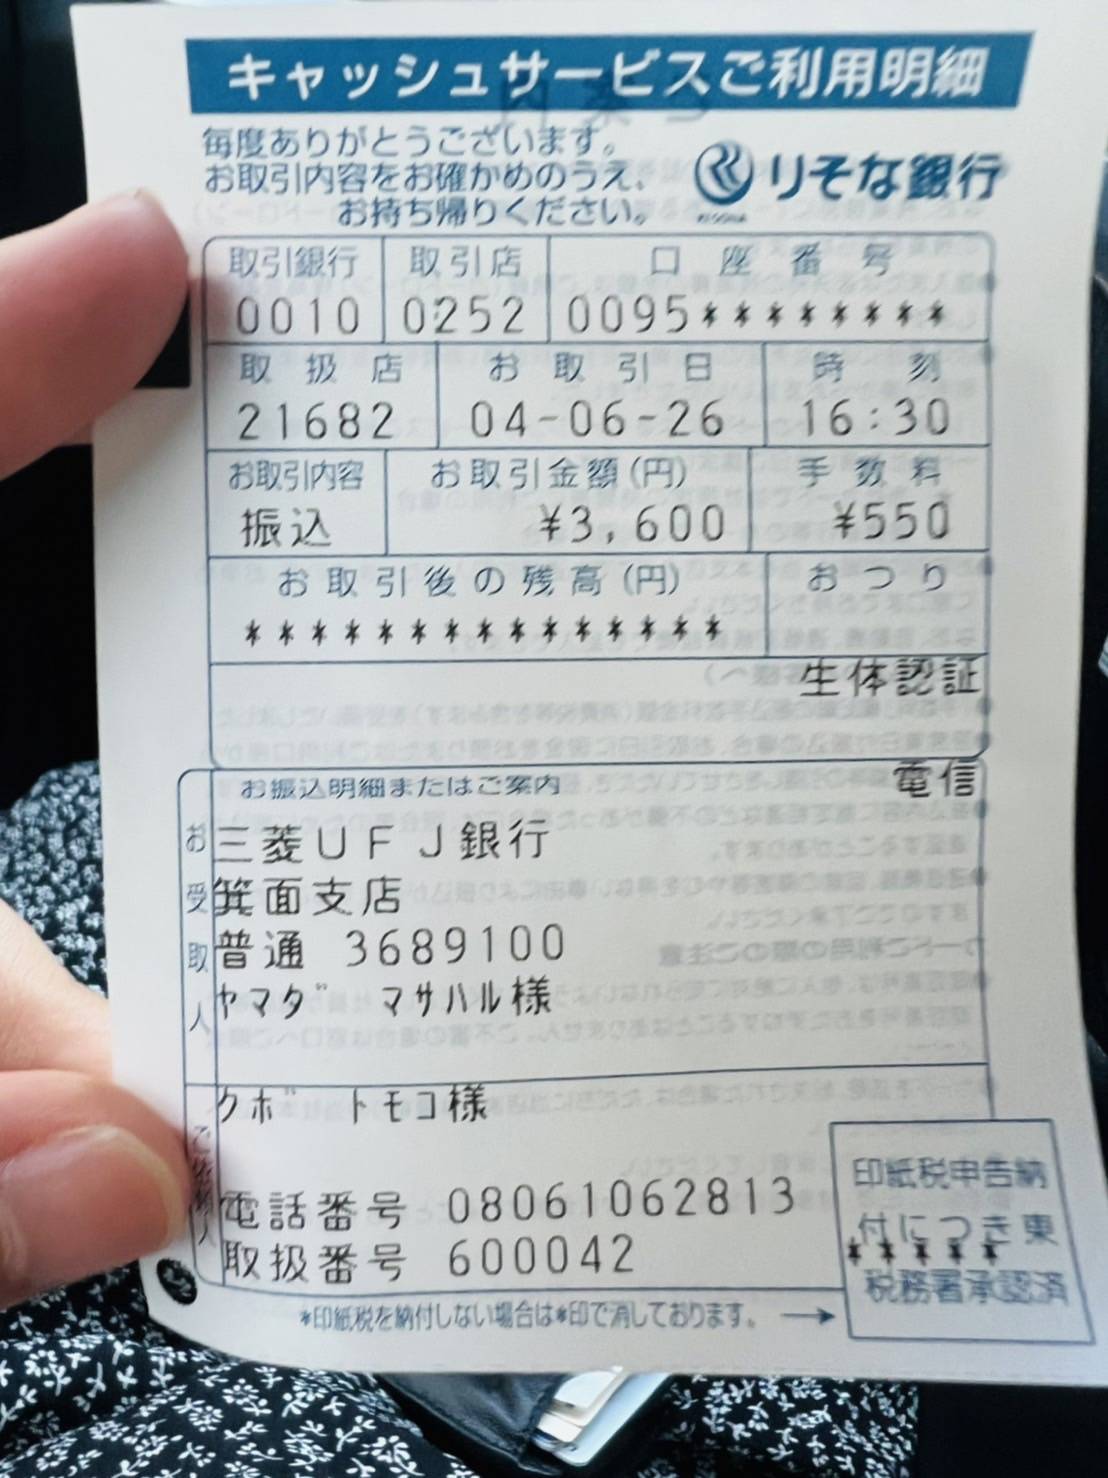 キャッシュサービスご利用明細
毎度ありがとうございます。
お取引内容をお確かめのうえ、
お持ち帰りください。
りそな銀行
取引銀行 取引店 口座番号
0010 0252 0095********
取扱店 お取引日 時刻
21682 04-06-26 16:30
お取引内容 お取引金額(円) 手数料
振込 ¥3,600 ¥550
お取引後の残高(円) おつり
***************
生体認証
お振込明細またはご案内 電信
お受取人
三菱UFJ銀行
箕面支店
普通 3689100
ヤマダ マサハル様
ご依頼人
クボ トモコ様
電話番号 08061062813
取扱番号 600042
印紙税申告納
付につき東
*****
税務署承認済
*印紙税を納付しない場合は*印で消しております。